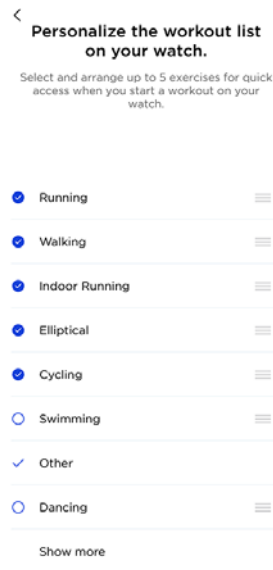 Personalize the workout list
on your watch.
Select and arrange up to 5 exercises for quick
access when you start a workout on your
watch.
Running
Walking
Indoor Running
Elliptical
Cycling
Swimming
Other
Dancing
Show more